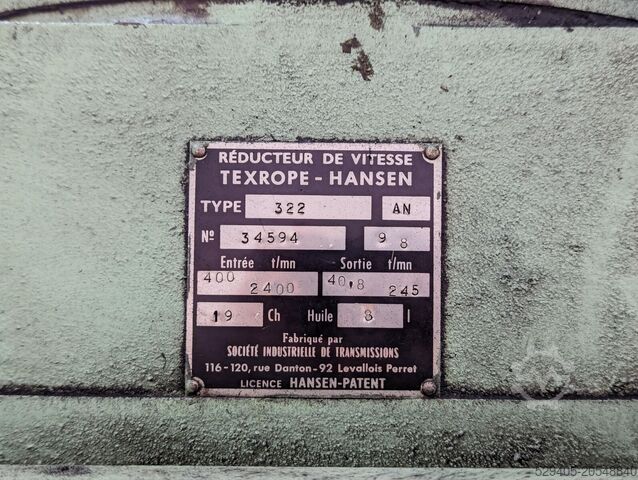 RÉDUCTEUR DE VITESSE
TEXROPE - HANSEN
TYPE 322 AN
Nº 34594 9 8
Entrée t/mn Sortie t/mn
400 2400 40,8 245
19 Ch Huile 8 l
Fabriqué par
SOCIÉTÉ INDUSTRIELLE DE TRANSMISSIONS
116-120, rue Danton-92 Levallois Perret
LICENCE HANSEN-PATENT
529405-20548840